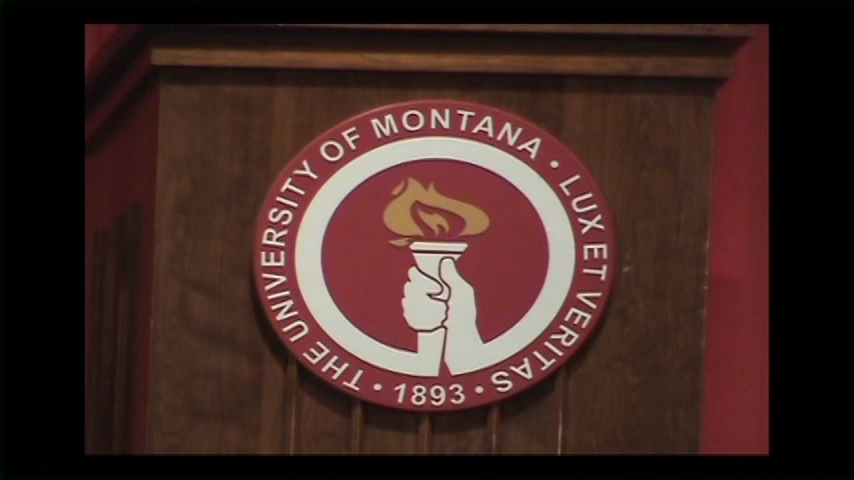 THE UNIVERSITY OF MONTANA • LUX ET VERITAS • 1893 •